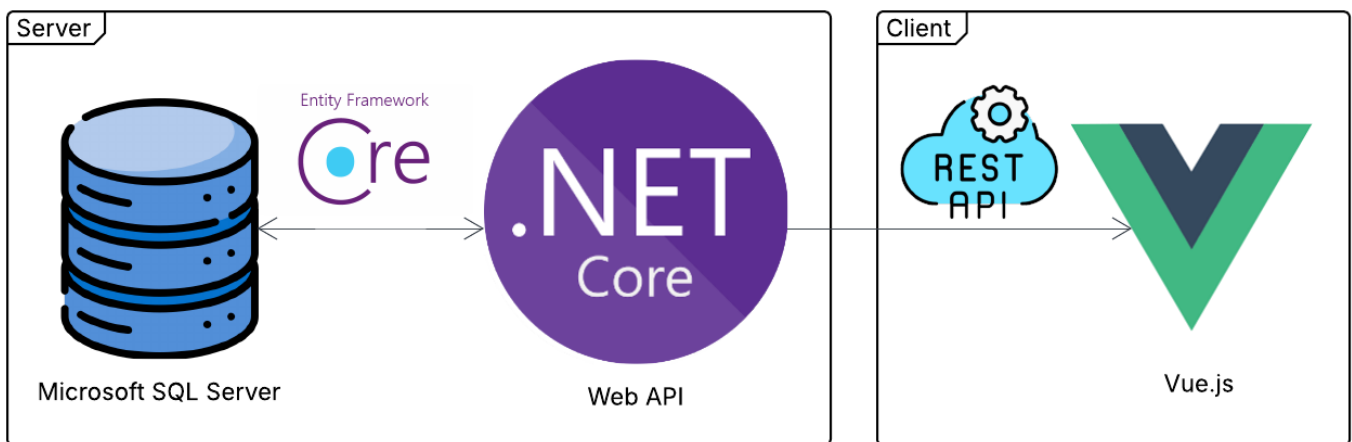 Server
Client
Entity Framework
Core
.NET
Core
REST
API
Microsoft SQL Server
Web API
Vue.js